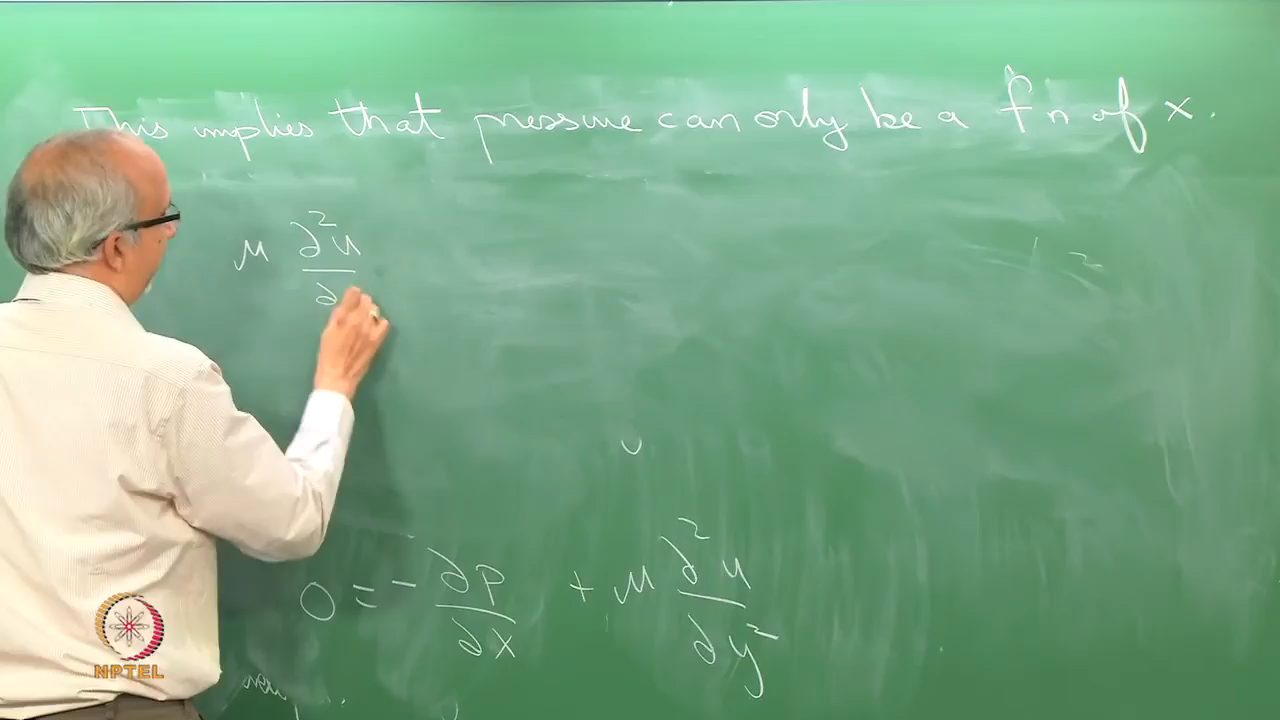 This implies that pressure can only be a fn of x.
μ ∂²u
∂
0 = - ∂p/∂x + μ ∂²u/∂y²
NPTEL